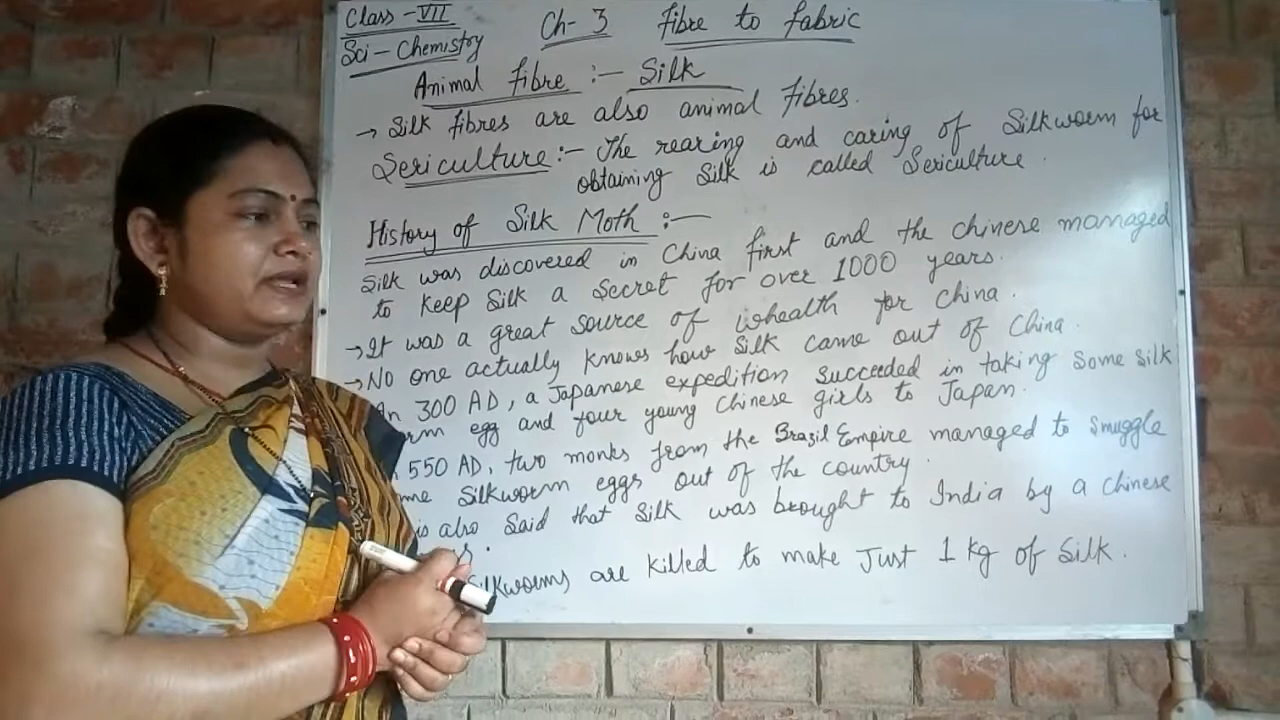 Class - VII
Ch- 3 Fibre to Fabric
Sci - Chemistry
Animal Fibre :- Silk
→ Silk fibres are also animal fibres.
Sericulture :- The rearing and caring of Silkworm for
obtaining Silk is called Sericulture.
History of Silk Moth :-
Silk was discovered in China first and the chinese managed
to keep Silk a Secret for over 1000 years.
→ It was a great source of whealth for China.
→ No one actually knows how Silk came out of China.
In 300 AD, a Japanese expedition Succeeded in taking Some Silk
egg and four young Chinese girls to Japan.
550 AD, two monks from the Brazil Empire managed to Smuggle
Silkworm eggs out of the country.
is also Said that Silk was brought to India by a Chinese
Silkworms are killed to make Just 1 kg of Silk.